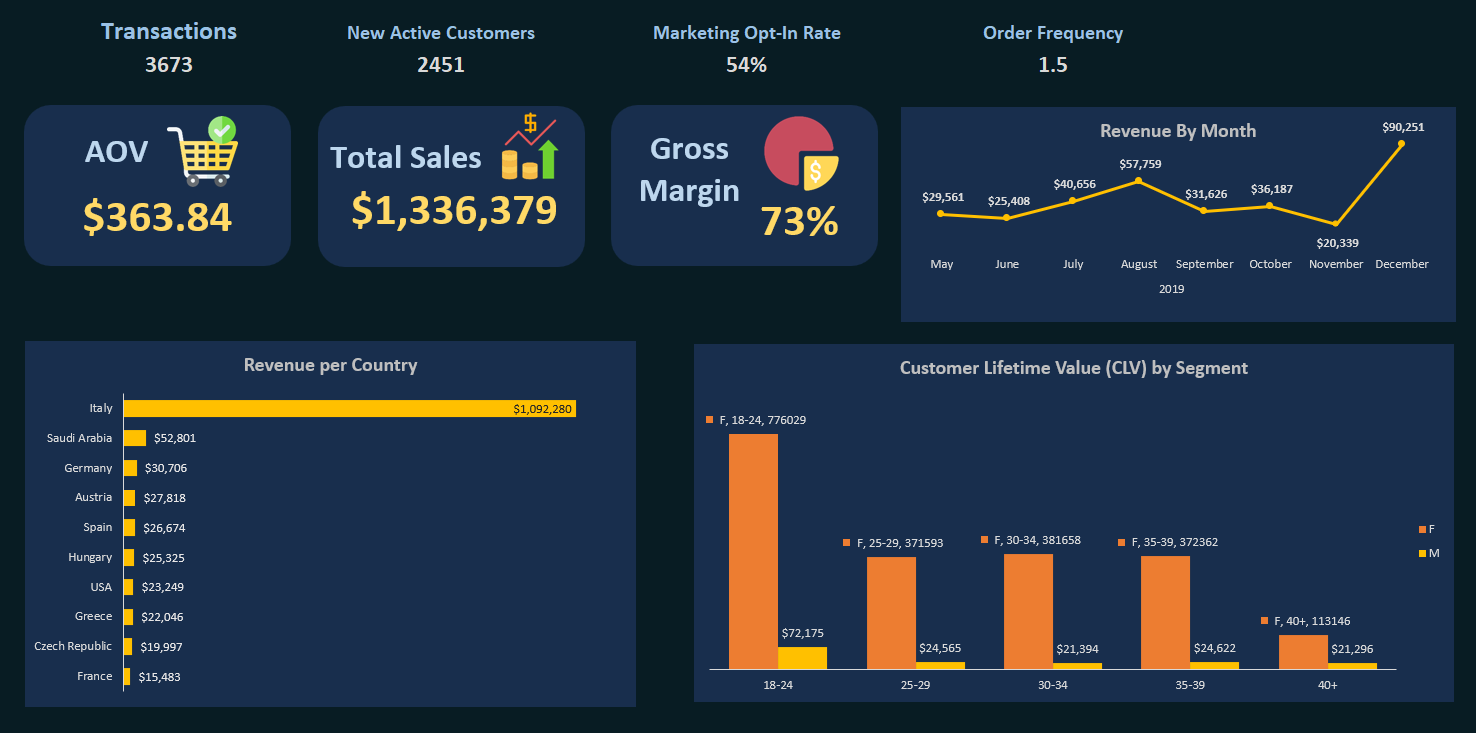 Transactions
3673
New Active Customers
2451
Marketing Opt-In Rate
54%
Order Frequency
1.5
AOV
$363.84
$
Total Sales
$1,336,379
Gross
Margin
$
73%
Revenue By Month
$29,561
$25,408
$40,656
$57,759
$31,626
$36,187
$20,339
$90,251
May
June
July
August
September
October
November
December
2019
Revenue per Country
Italy
$1,092,280
Saudi Arabia
$52,801
Germany
$30,706
Austria
$27,818
Spain
$26,674
Hungary
$25,325
USA
$23,249
Greece
$22,046
Czech Republic
$19,997
France
$15,483
Customer Lifetime Value (CLV) by Segment
F, 18-24, 776029
$72,175
F, 25-29, 371593
$24,565
F, 30-34, 381658
$21,394
F, 35-39, 372362
$24,622
F, 40+, 113146
$21,296
18-24
25-29
30-34
35-39
40+
F
M